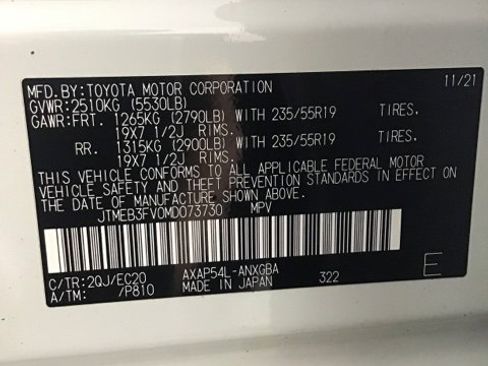 MFD.BY:TOYOTA MOTOR CORPORATION 11/21
GVWR:2510KG (5530LB)
GAWR:FRT. 1265KG (2790LB) WITH 235/55R19 TIRES.
19X7 1/2J RIMS.
RR. 1315KG (2900LB) WITH 235/55R19 TIRES.
19X7 1/2J RIMS.
THIS VEHICLE CONFORMS TO ALL APPLICABLE FEDERAL MOTOR
VEHICLE SAFETY AND THEFT PREVENTION STANDARDS IN EFFECT ON
THE DATE OF MANUFACTURE SHOWN ABOVE.
JTMEB3FV0MD073730 MPV
C/TR:2QJ/EC20 AXAP54L-ANXGBA 322 E
A/TM: /P810 MADE IN JAPAN